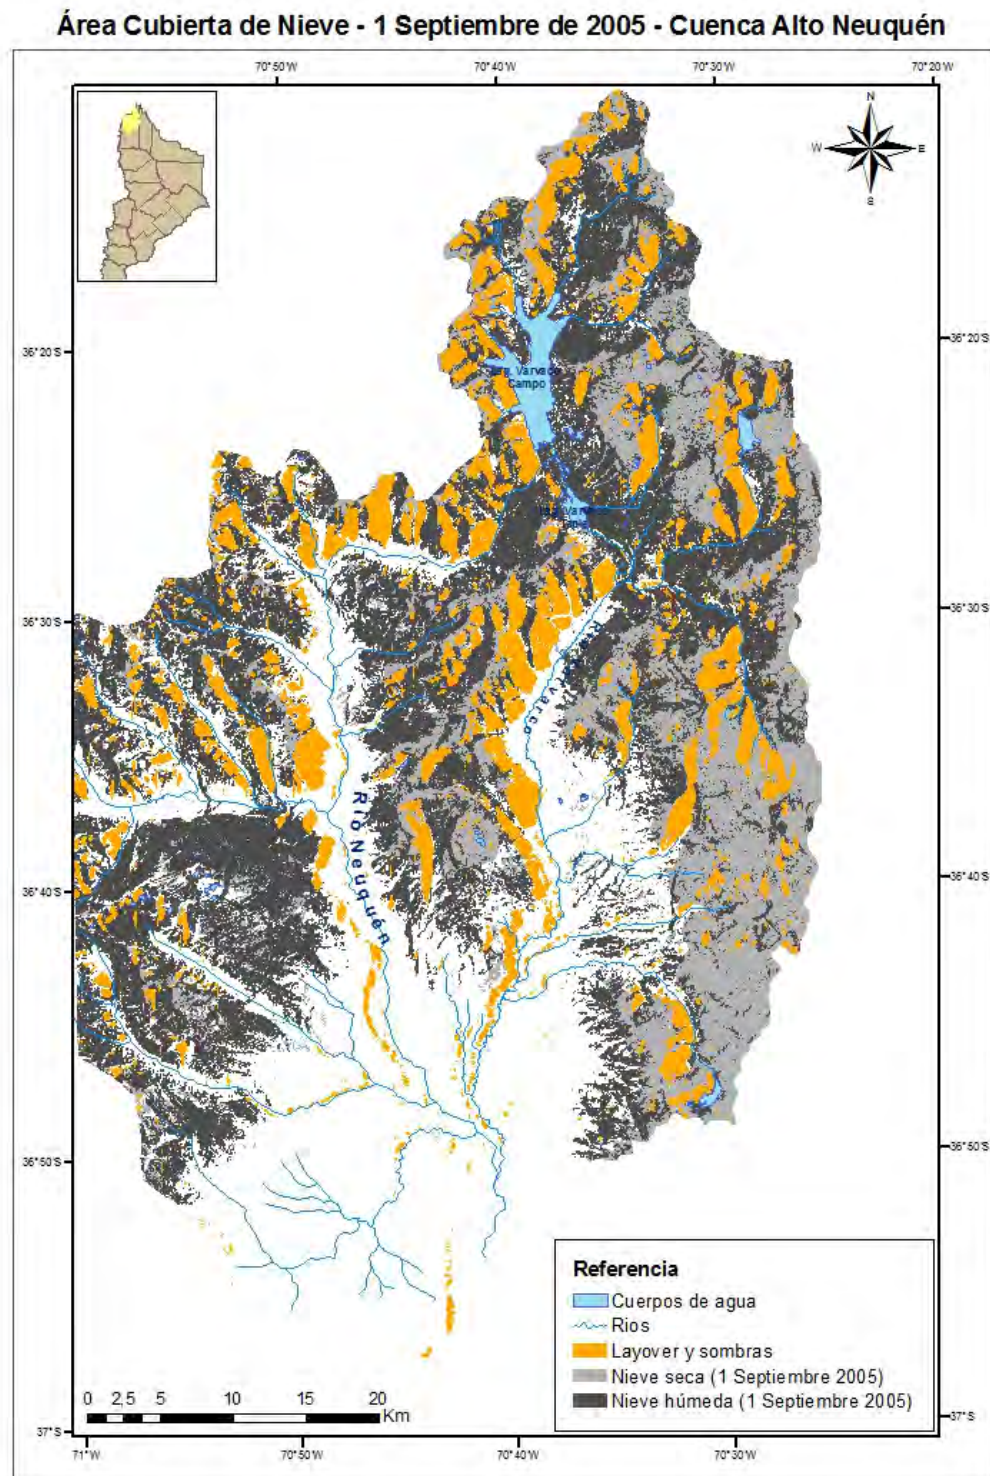 Área Cubierta de Nieve - 1 Septiembre de 2005 - Cuenca Alto Neuquén
70°50'W
70°40'W
70°30'W
70°20'W
N
W
E
S
36°20'S
36°20'S
Varvaco
Campo
36°30'S
36°30'S
Río Neuquén
36°40'S
36°40'S
36°50'S
36°50'S
Referencia
Cuerpos de agua
Rios
Layover y sombras
Nieve seca (1 Septiembre 2005)
Nieve húmeda (1 Septiembre 2005)
0 2,5 5 10 15 20
Km
37°S
37°S
71°W
70°50'W
70°40'W
70°30'W